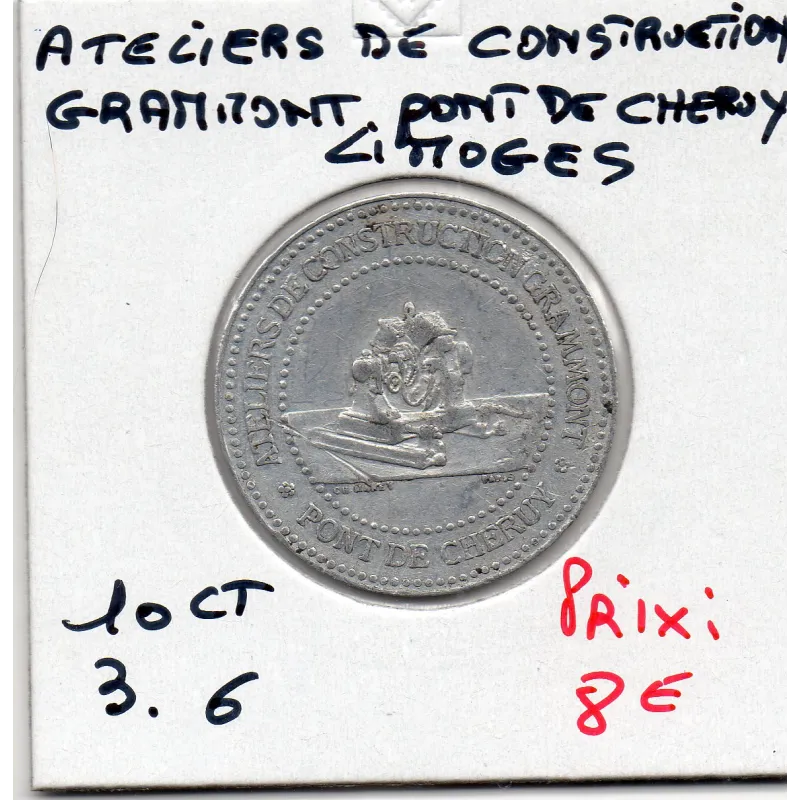 ATELIERS DE CONSTRUCTION
GRAMMONT. PONT DE CHERUY
LIMOGES
ATELIERS DE CONSTRUCTION GRAMMONT
PONT DE CHERUY
10 CT
3. 6
PRIX:
8€